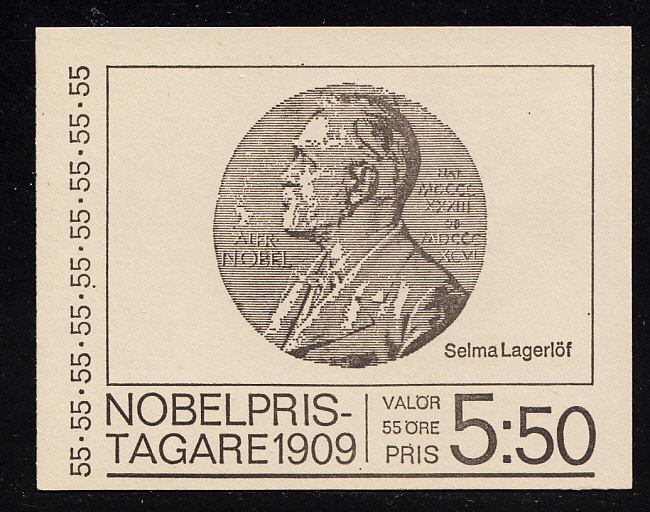 55·55·55·55·55·55·55·55·55
ALFR·
NOBEL
NAT·
MDCCC
XXXIII
OB·
MDCCC
XCVI
Selma Lagerlöf
NOBELPRIS-
TAGARE 1909
VALÖR
55 ÖRE
PRIS
5:50